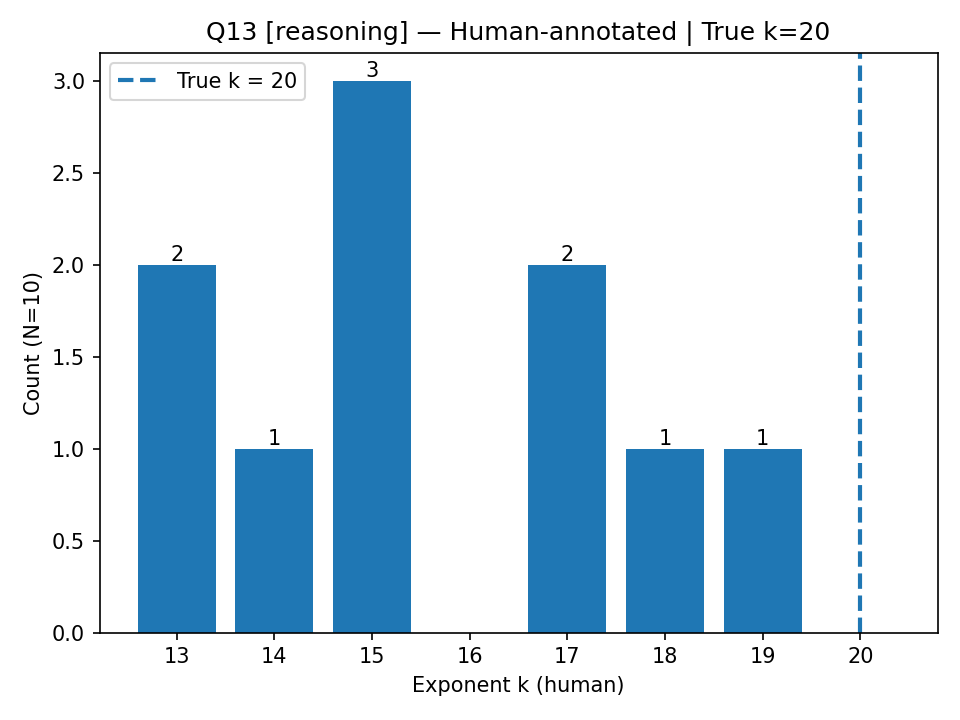 Q13 [reasoning] — Human-annotated | True k=20
True k = 20
3.0
2.5
2.0
1.5
1.0
0.5
0.0
Count (N=10)
2
1
3
2
1
1
13 14 15 16 17 18 19 20
Exponent k (human)